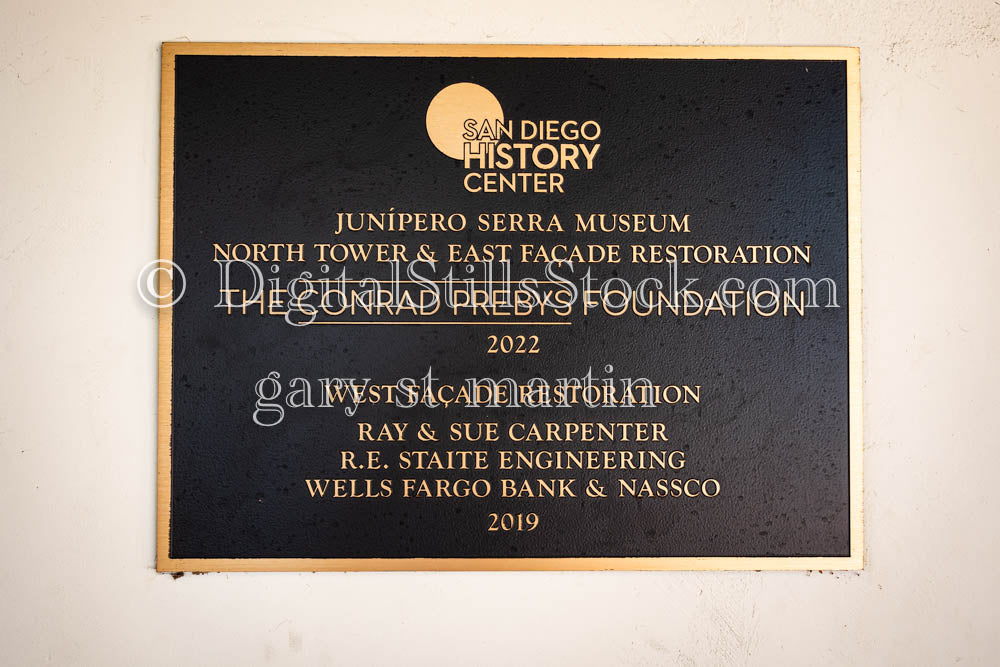 SAN DIEGO
HISTORY
CENTER
JUNÍPERO SERRA MUSEUM
NORTH TOWER & EAST FAÇADE RESTORATION
© DigitalStillsStock.com
THE CONRAD PREBYS FOUNDATION
2022
gary st martin
WEST FAÇADE RESTORATION
RAY & SUE CARPENTER
R.E. STAITE ENGINEERING
WELLS FARGO BANK & NASSCO
2019